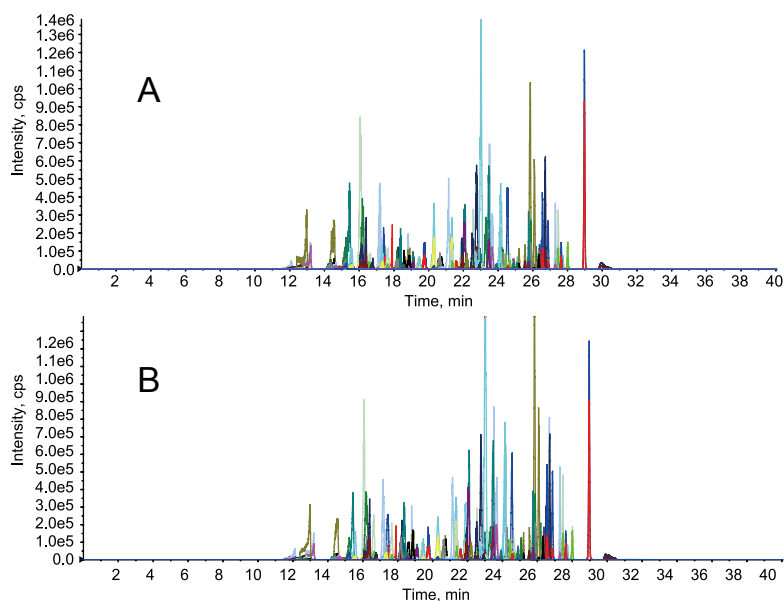 1.4e6
1.3e6
1.2e6
1.1e6
1.0e6
9.0e5
8.0e5
7.0e5
6.0e5
5.0e5
4.0e5
3.0e5
2.0e5
1.0e5
0.0
Intensity, cps
A
2 4 6 8 10 12 14 16 18 20 22 24 26 28 30 32 34 36 38 40
Time, min
1.2e6
1.1e6
1.0e6
9.0e5
8.0e5
7.0e5
6.0e5
5.0e5
4.0e5
3.0e5
2.0e5
1.0e5
0.0
Intensity, cps
B
2 4 6 8 10 12 14 16 18 20 22 24 26 28 30 32 34 36 38 40
Time, min